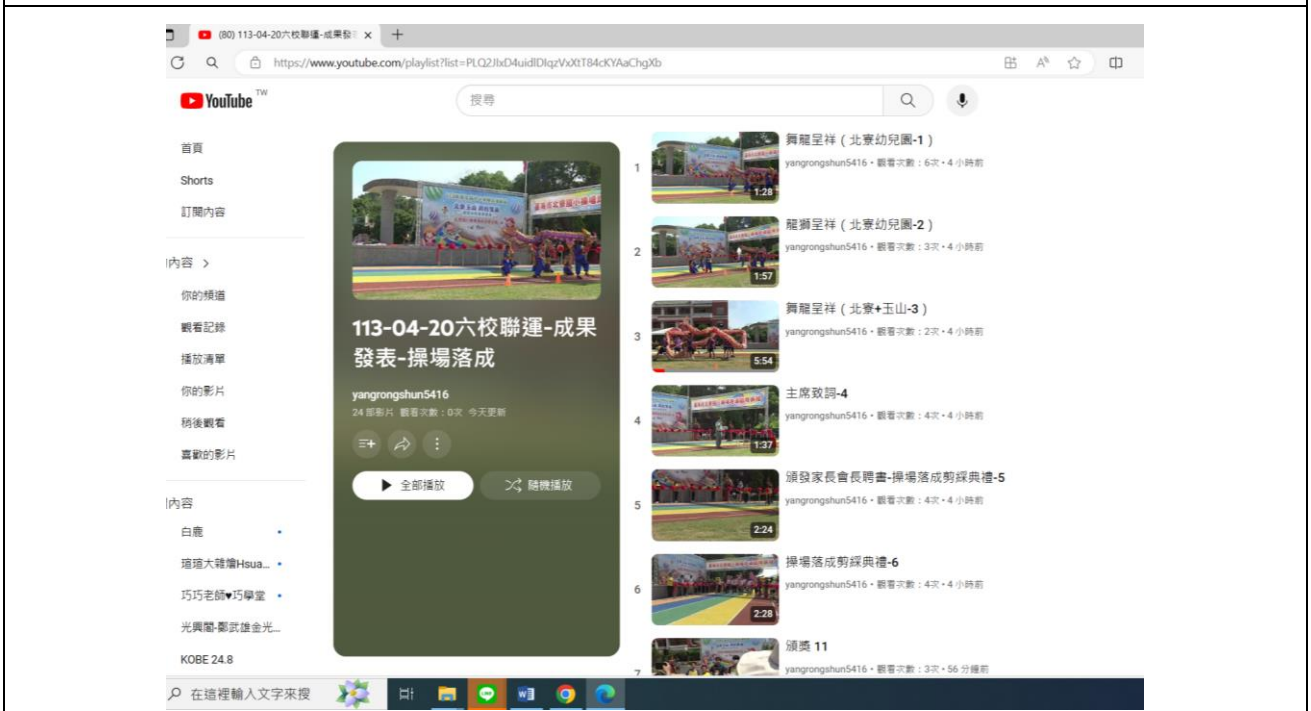 (80) 113-04-20六校聯運-成果發
https://www.youtube.com/playlist?list=PLQ2JlxD4uidlDlqzVxXtT84cKYAaChgXb
YouTube TW
搜尋
首頁
Shorts
訂閱內容
內容
你的頻道
觀看記錄
播放清單
你的影片
稍後觀看
喜歡的影片
內容
白鹿
瑄瑄大雜燴Hsua...
巧巧老師♥巧學堂
光興閣-鄭武雄金光...
KOBE 24.8
113-04-20六校聯運-成果
發表-操場落成
yangrongshun5416
24 部影片 觀看次數:0次 今天更新
全部播放
隨機播放
1
舞龍呈祥(北寮幼兒園-1)
yangrongshun5416・觀看次數:6次・4 小時前
1:28
2
龍獅呈祥(北寮幼兒園-2)
yangrongshun5416・觀看次數:3次・4 小時前
1:57
3
舞龍呈祥(北寮+玉山-3)
yangrongshun5416・觀看次數:2次・4 小時前
5:54
4
主席致詞-4
yangrongshun5416・觀看次數:4次・4 小時前
1:37
5
頒發家長會長聘書-操場落成剪綵典禮-5
yangrongshun5416・觀看次數:4次・4 小時前
2:24
6
操場落成剪綵典禮-6
yangrongshun5416・觀看次數:4次・4 小時前
2:28
7
頒獎 11
yangrongshun5416・觀看次數:3次・56 分鐘前
在這裡輸入文字來搜